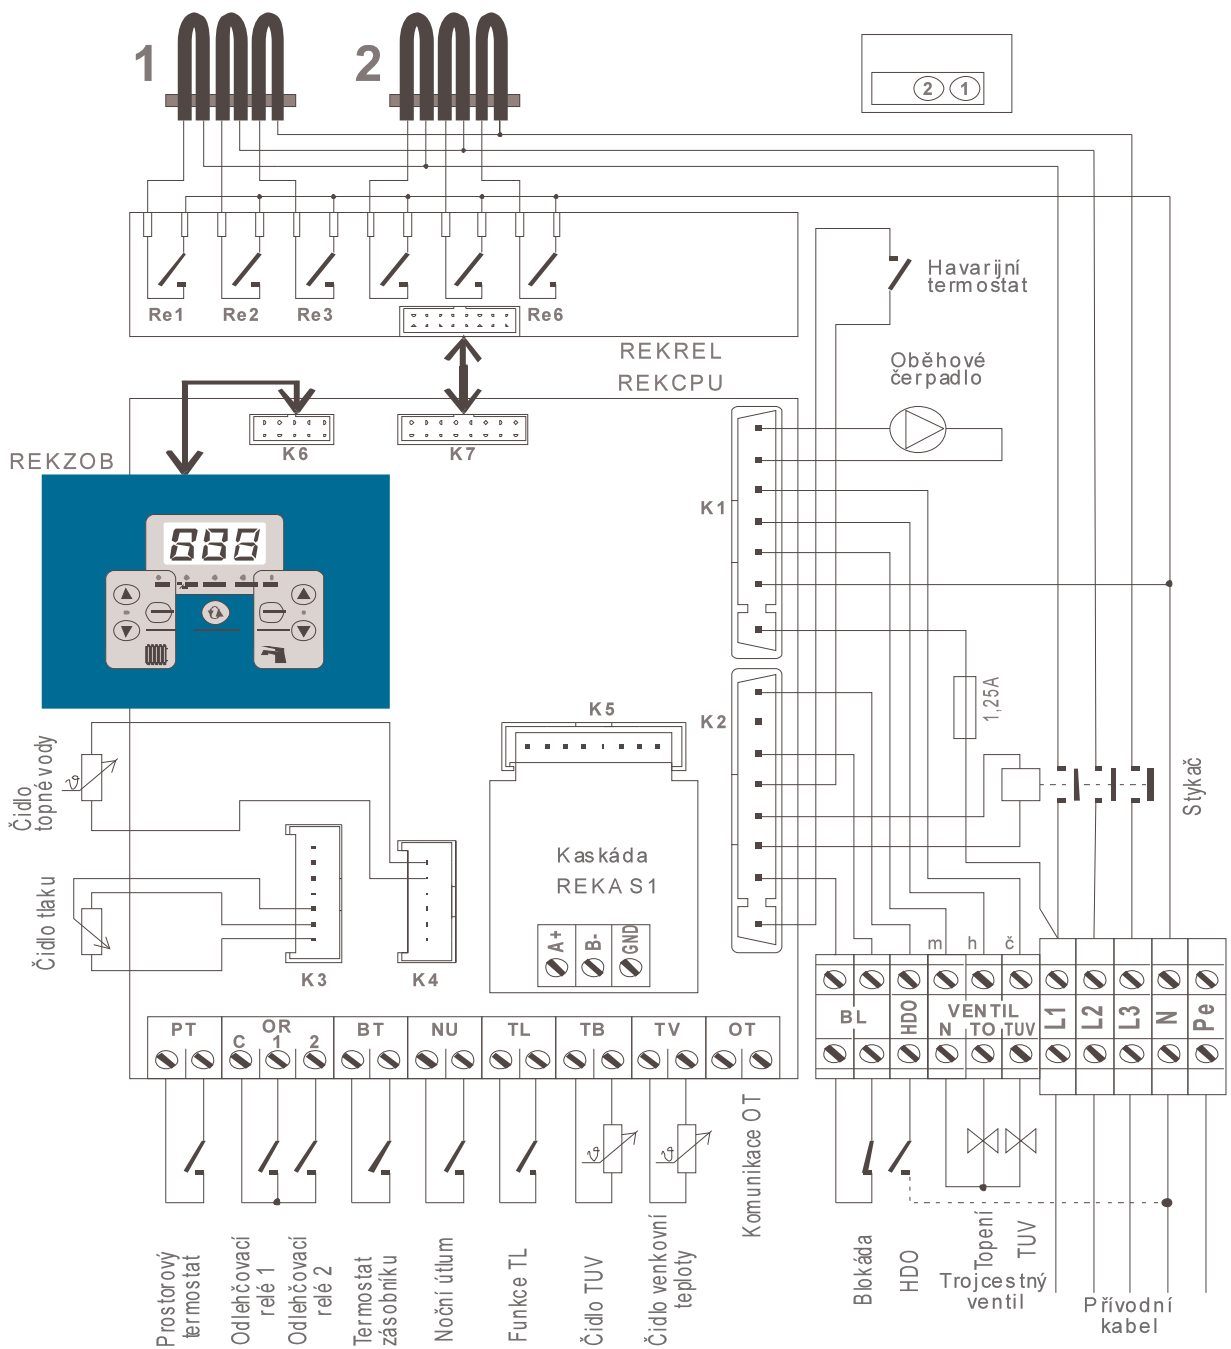 1
2
2 1
Havarijní
termostat
Re1 Re2 Re3 Re6
REKREL
REKCPU
Oběhové
čerpadlo
K6 K7
REKZOB
K1
1,25A
K5
K2
Čidlo
topné vody
ϑ
Stykač
Kaskáda
REKA S1
A+ B- GND
Čidlo tlaku
K3 K4
m h č
PT OR BT NU TL TB TV OT
C 1 2
BL HDO VENTIL
N TO TUV
L1 L2 L3 N Pe
ϑ ϑ
Prostorový
termostat
Odlehčovací
relé 1
Odlehčovací
relé 2
Termostat
zásobníku
Noční útlum
Funkce TL
Čidlo TUV
Čidlo venkovní
teploty
Komunikace OT
Blokáda
HDO
Topení
TUV
Trojcestný
ventil
Přívodní
kabel